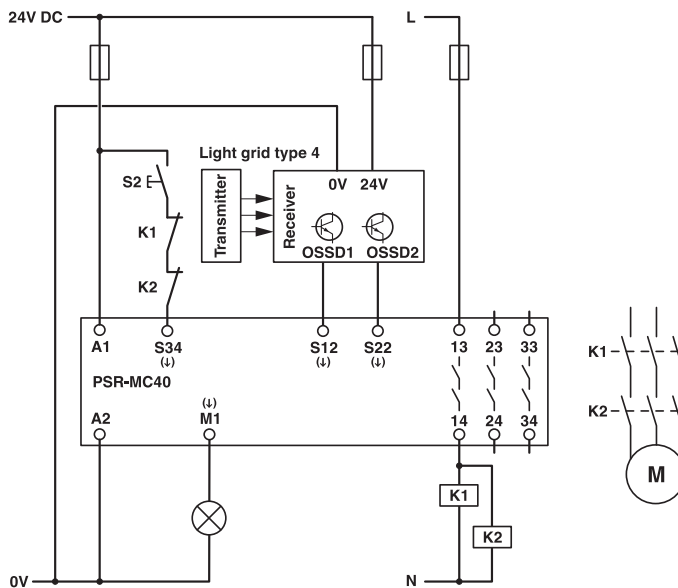 24V DC
L
Light grid type 4
S2
Transmitter
Receiver
0V 24V
OSSD1 OSSD2
K1
K2
A1 S34 S12 S22 13 23 33
(↓) (↓) (↓)
PSR-MC40
(↓)
A2 M1 14 24 34
K1
K2
0V
N
K1
K2
M